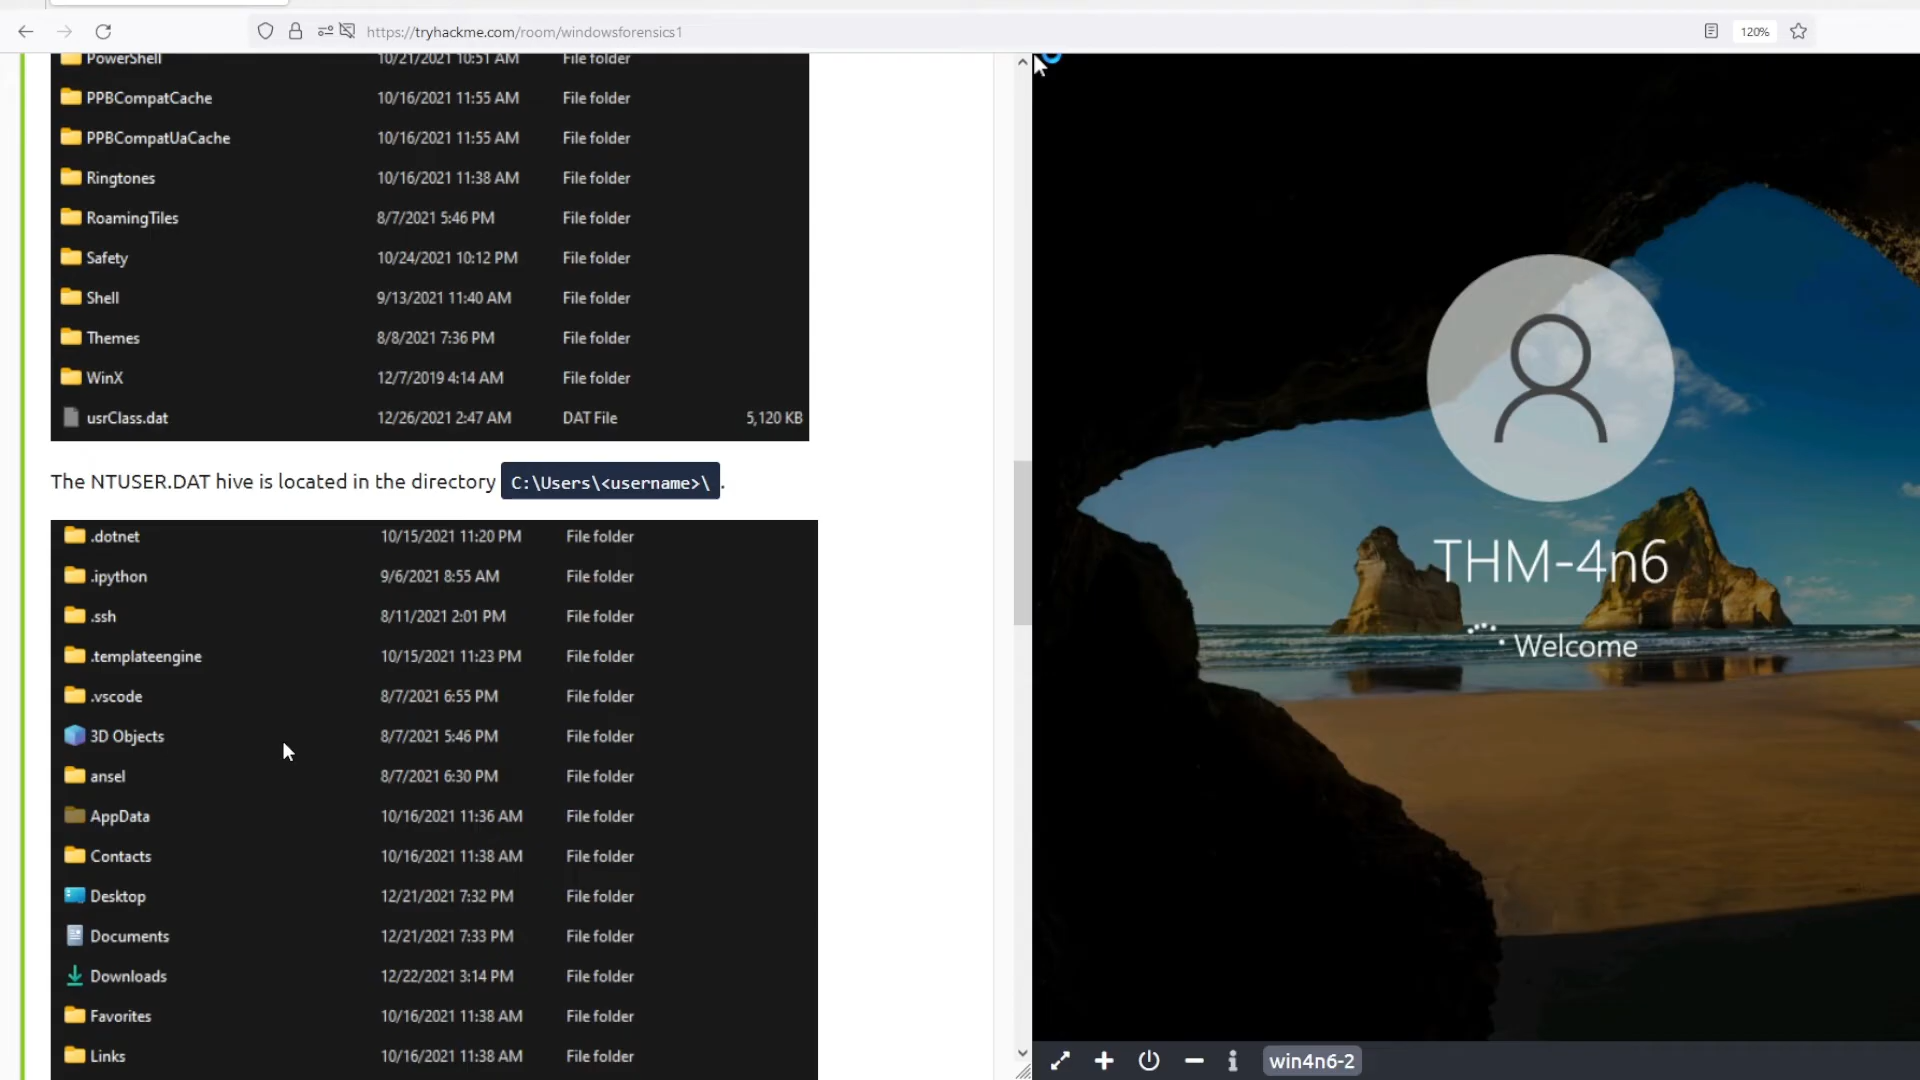 https://tryhackme.com/room/windowsforensics1
120%
PowerShell 10/21/2021 10:51 AM File folder
PPBCompatCache 10/16/2021 11:55 AM File folder
PPBCompatUaCache 10/16/2021 11:55 AM File folder
Ringtones 10/16/2021 11:38 AM File folder
RoamingTiles 8/7/2021 5:46 PM File folder
Safety 10/24/2021 10:12 PM File folder
Shell 9/13/2021 11:40 AM File folder
Themes 8/8/2021 7:36 PM File folder
WinX 12/7/2019 4:14 AM File folder
usrClass.dat 12/26/2021 2:47 AM DAT File 5,120 KB
The NTUSER.DAT hive is located in the directory C:\Users\<username>\ .
.dotnet 10/15/2021 11:20 PM File folder
.ipython 9/6/2021 8:55 AM File folder
.ssh 8/11/2021 2:01 PM File folder
.templateengine 10/15/2021 11:23 PM File folder
.vscode 8/7/2021 6:55 PM File folder
3D Objects 8/7/2021 5:46 PM File folder
ansel 8/7/2021 6:30 PM File folder
AppData 10/16/2021 11:36 AM File folder
Contacts 10/16/2021 11:38 AM File folder
Desktop 12/21/2021 7:32 PM File folder
Documents 12/21/2021 7:33 PM File folder
Downloads 12/22/2021 3:14 PM File folder
Favorites 10/16/2021 11:38 AM File folder
Links 10/16/2021 11:38 AM File folder
THM-4n6
Welcome
win4n6-2